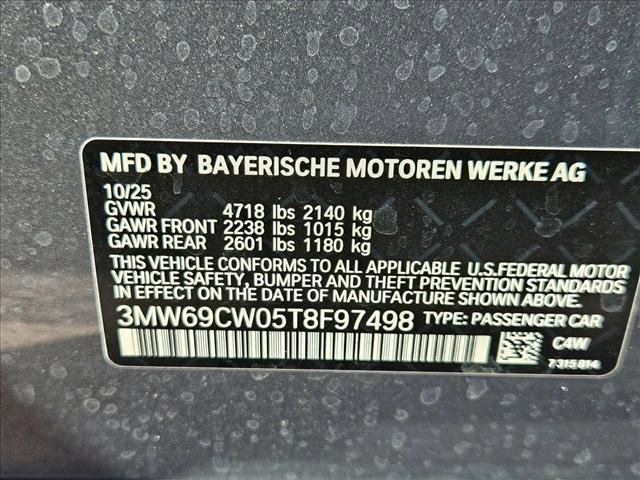 MFD BY BAYERISCHE MOTOREN WERKE AG
10/25
GVWR 4718 lbs 2140 kg
GAWR FRONT 2238 lbs 1015 kg
GAWR REAR 2601 lbs 1180 kg
THIS VEHICLE CONFORMS TO ALL APPLICABLE U.S.FEDERAL MOTOR
VEHICLE SAFETY, BUMPER AND THEFT PREVENTION STANDARDS
IN EFFECT ON THE DATE OF MANUFACTURE SHOWN ABOVE.
3MW69CW05T8F97498 TYPE: PASSENGER CAR
C4W
7315814